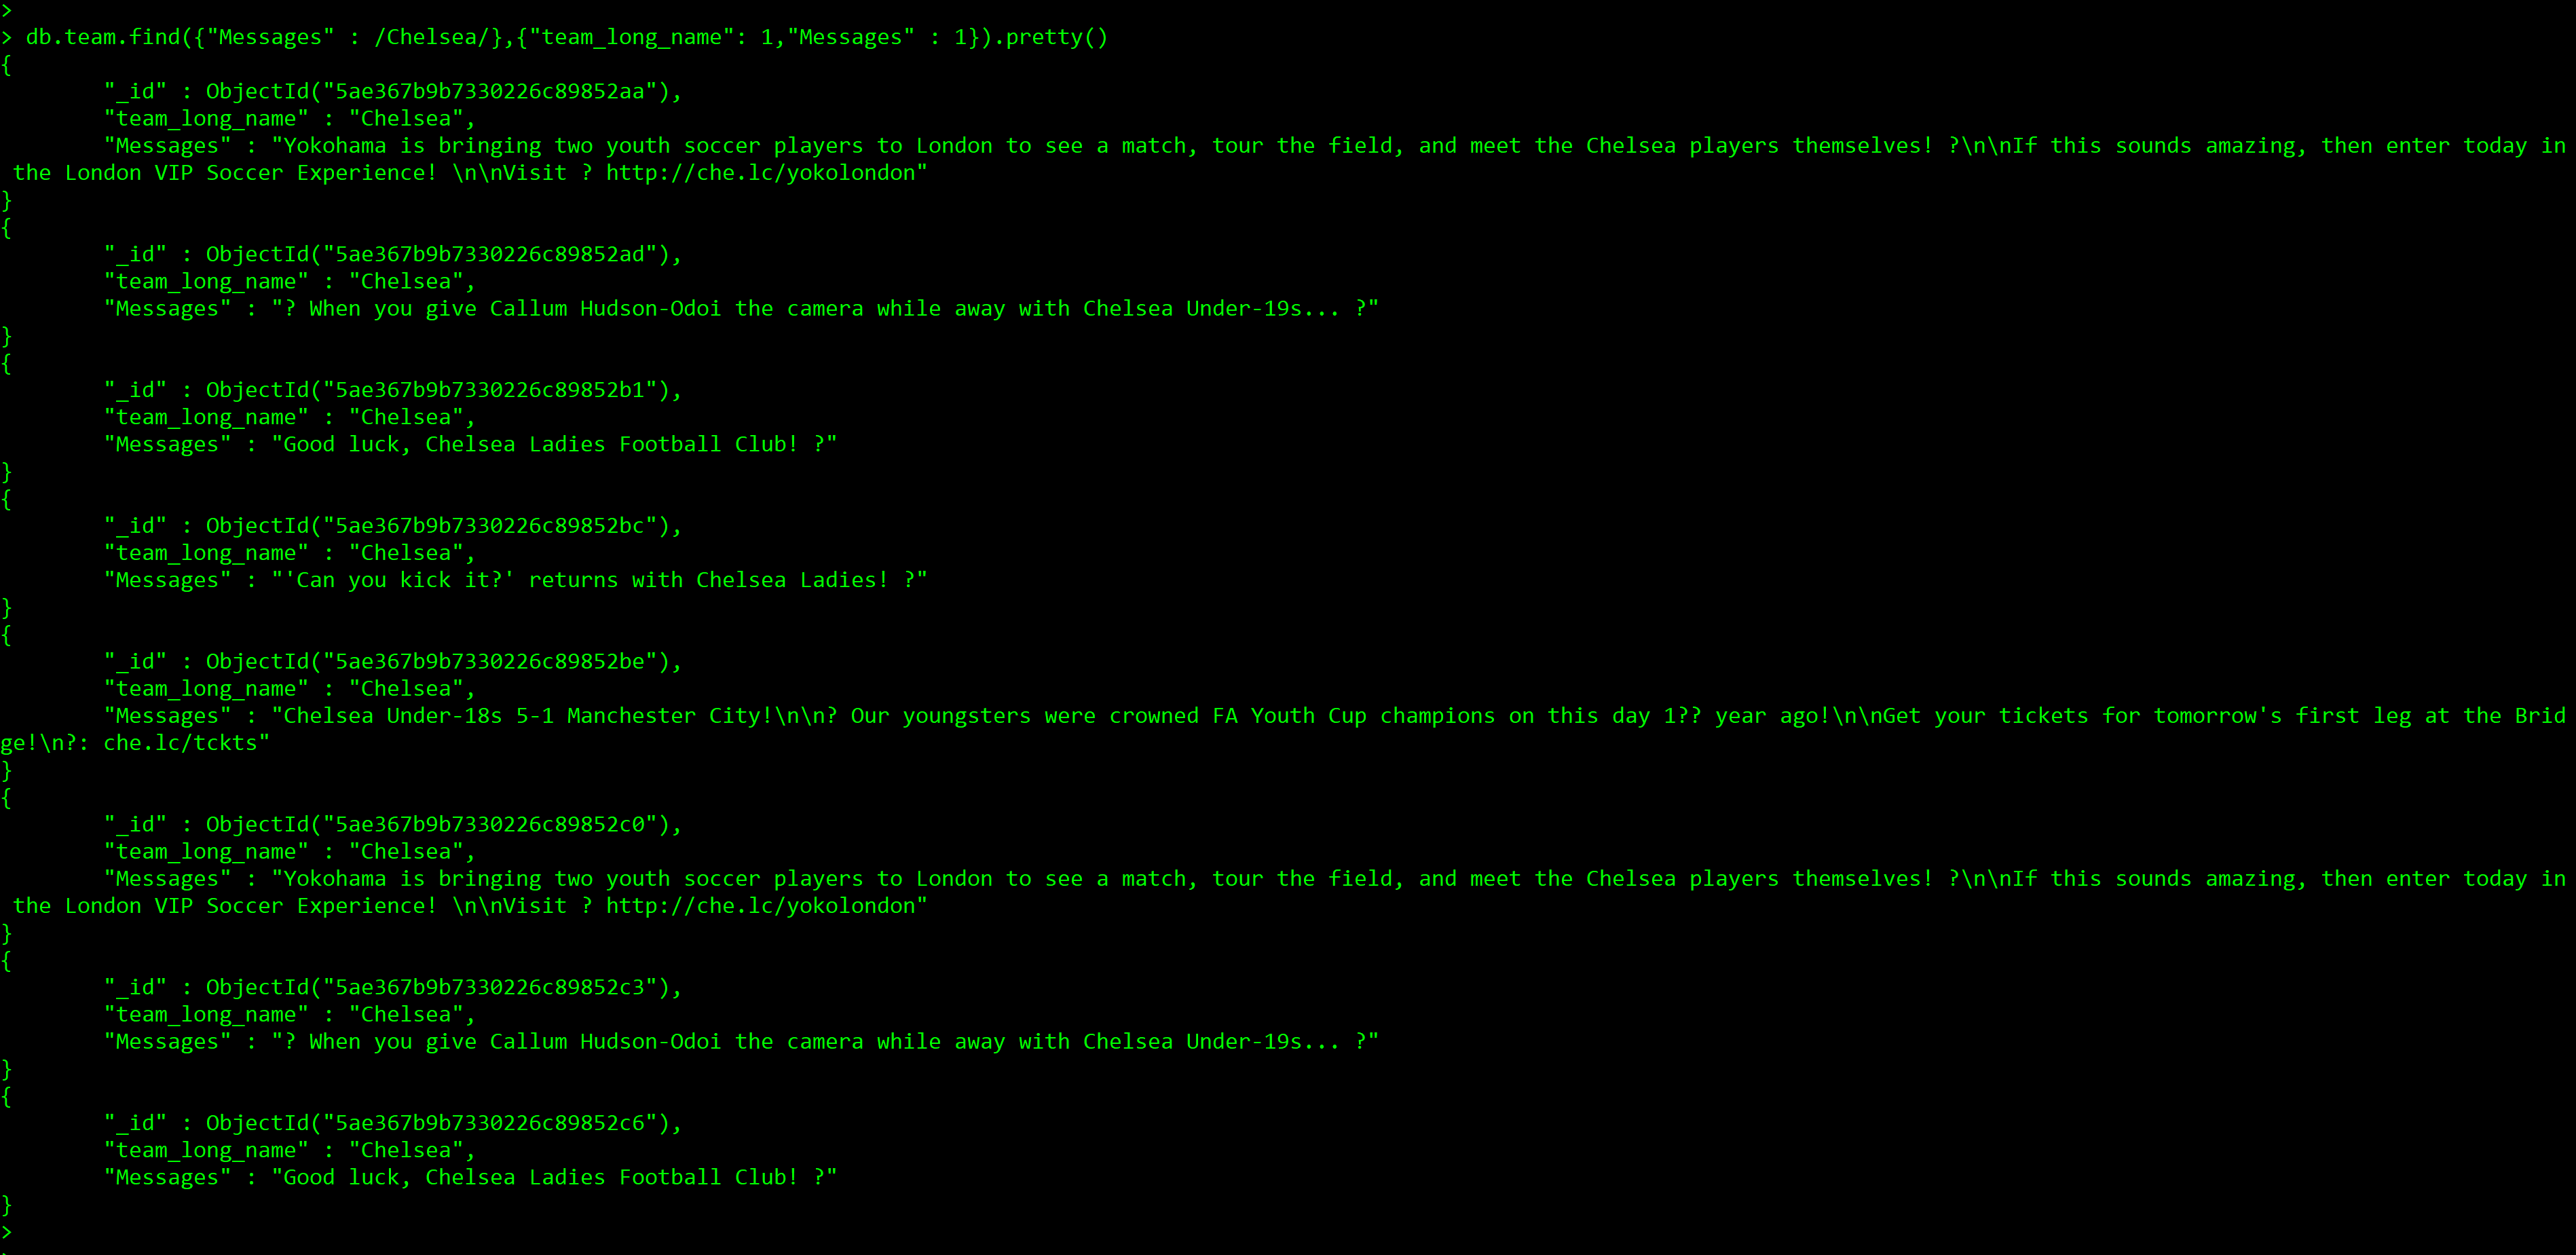 >
> db.team.find({"Messages" : /Chelsea/},{"team_long_name": 1,"Messages" : 1}).pretty()
{
        "_id" : ObjectId("5ae367b9b7330226c89852aa"),
        "team_long_name" : "Chelsea",
        "Messages" : "Yokohama is bringing two youth soccer players to London to see a match, tour the field, and meet the Chelsea players themselves! ?\n\nIf this sounds amazing, then enter today in
 the London VIP Soccer Experience! \n\nVisit ? http://che.lc/yokolondon"
}
{
        "_id" : ObjectId("5ae367b9b7330226c89852ad"),
        "team_long_name" : "Chelsea",
        "Messages" : "? When you give Callum Hudson-Odoi the camera while away with Chelsea Under-19s... ?"
}
{
        "_id" : ObjectId("5ae367b9b7330226c89852b1"),
        "team_long_name" : "Chelsea",
        "Messages" : "Good luck, Chelsea Ladies Football Club! ?"
}
{
        "_id" : ObjectId("5ae367b9b7330226c89852bc"),
        "team_long_name" : "Chelsea",
        "Messages" : "'Can you kick it?' returns with Chelsea Ladies! ?"
}
{
        "_id" : ObjectId("5ae367b9b7330226c89852be"),
        "team_long_name" : "Chelsea",
        "Messages" : "Chelsea Under-18s 5-1 Manchester City!\n\n? Our youngsters were crowned FA Youth Cup champions on this day 1?? year ago!\n\nGet your tickets for tomorrow's first leg at the Brid
ge!\n?: che.lc/tckts"
}
{
        "_id" : ObjectId("5ae367b9b7330226c89852c0"),
        "team_long_name" : "Chelsea",
        "Messages" : "Yokohama is bringing two youth soccer players to London to see a match, tour the field, and meet the Chelsea players themselves! ?\n\nIf this sounds amazing, then enter today in
 the London VIP Soccer Experience! \n\nVisit ? http://che.lc/yokolondon"
}
{
        "_id" : ObjectId("5ae367b9b7330226c89852c3"),
        "team_long_name" : "Chelsea",
        "Messages" : "? When you give Callum Hudson-Odoi the camera while away with Chelsea Under-19s... ?"
}
{
        "_id" : ObjectId("5ae367b9b7330226c89852c6"),
        "team_long_name" : "Chelsea",
        "Messages" : "Good luck, Chelsea Ladies Football Club! ?"
}
>